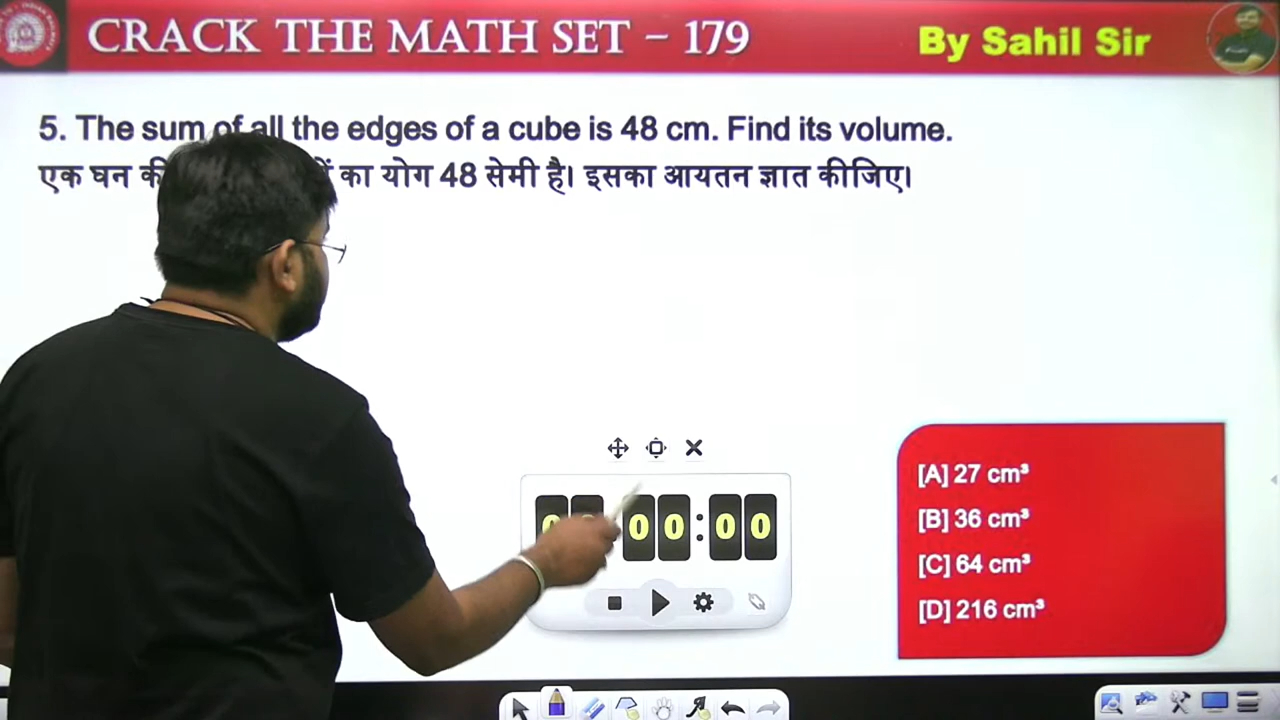 CRACK THE MATH SET – 179
By Sahil Sir
5. The sum of all the edges of a cube is 48 cm. Find its volume.
एक घन की का योग 48 सेमी है। इसका आयतन ज्ञात कीजिए।
00:00
[A] 27 cm³
[B] 36 cm³
[C] 64 cm³
[D] 216 cm³